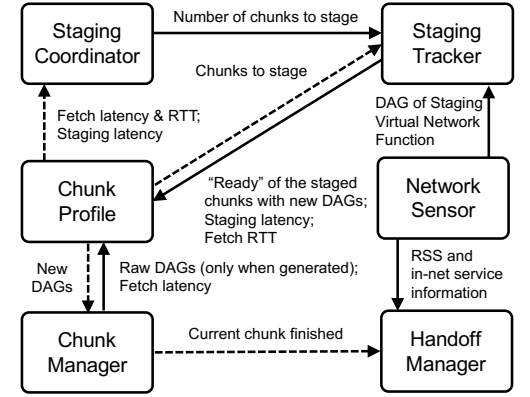 Number of chunks to stage
Staging
Coordinator
Staging
Tracker
Chunks to stage
Fetch latency & RTT;
Staging latency
DAG of Staging
Virtual Network
Function
Chunk
Profile
"Ready" of the staged
chunks with new DAGs;
Staging latency;
Fetch RTT
Network
Sensor
New
DAGs
Raw DAGs (only when generated);
Fetch latency
RSS and
in-net service
information
Chunk
Manager
Current chunk finished
Handoff
Manager